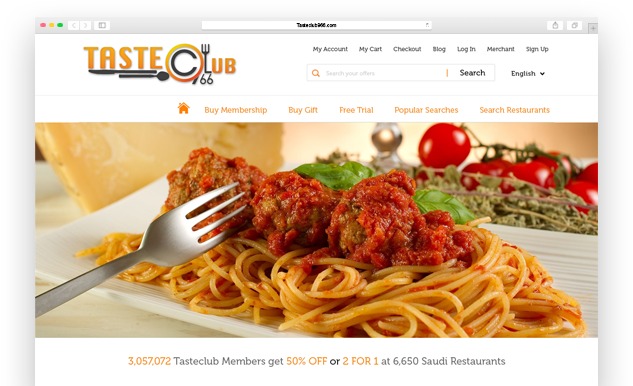 Tasteclub966.com
TASTE Club
966
My Account My Cart Checkout Blog Log In Merchant Sign Up
Search your offers Search English
Buy Membership Buy Gift Free Trial Popular Searches Search Restaurants
3,057,072 Tasteclub Members get 50% OFF or 2 FOR 1 at 6,650 Saudi Restaurants